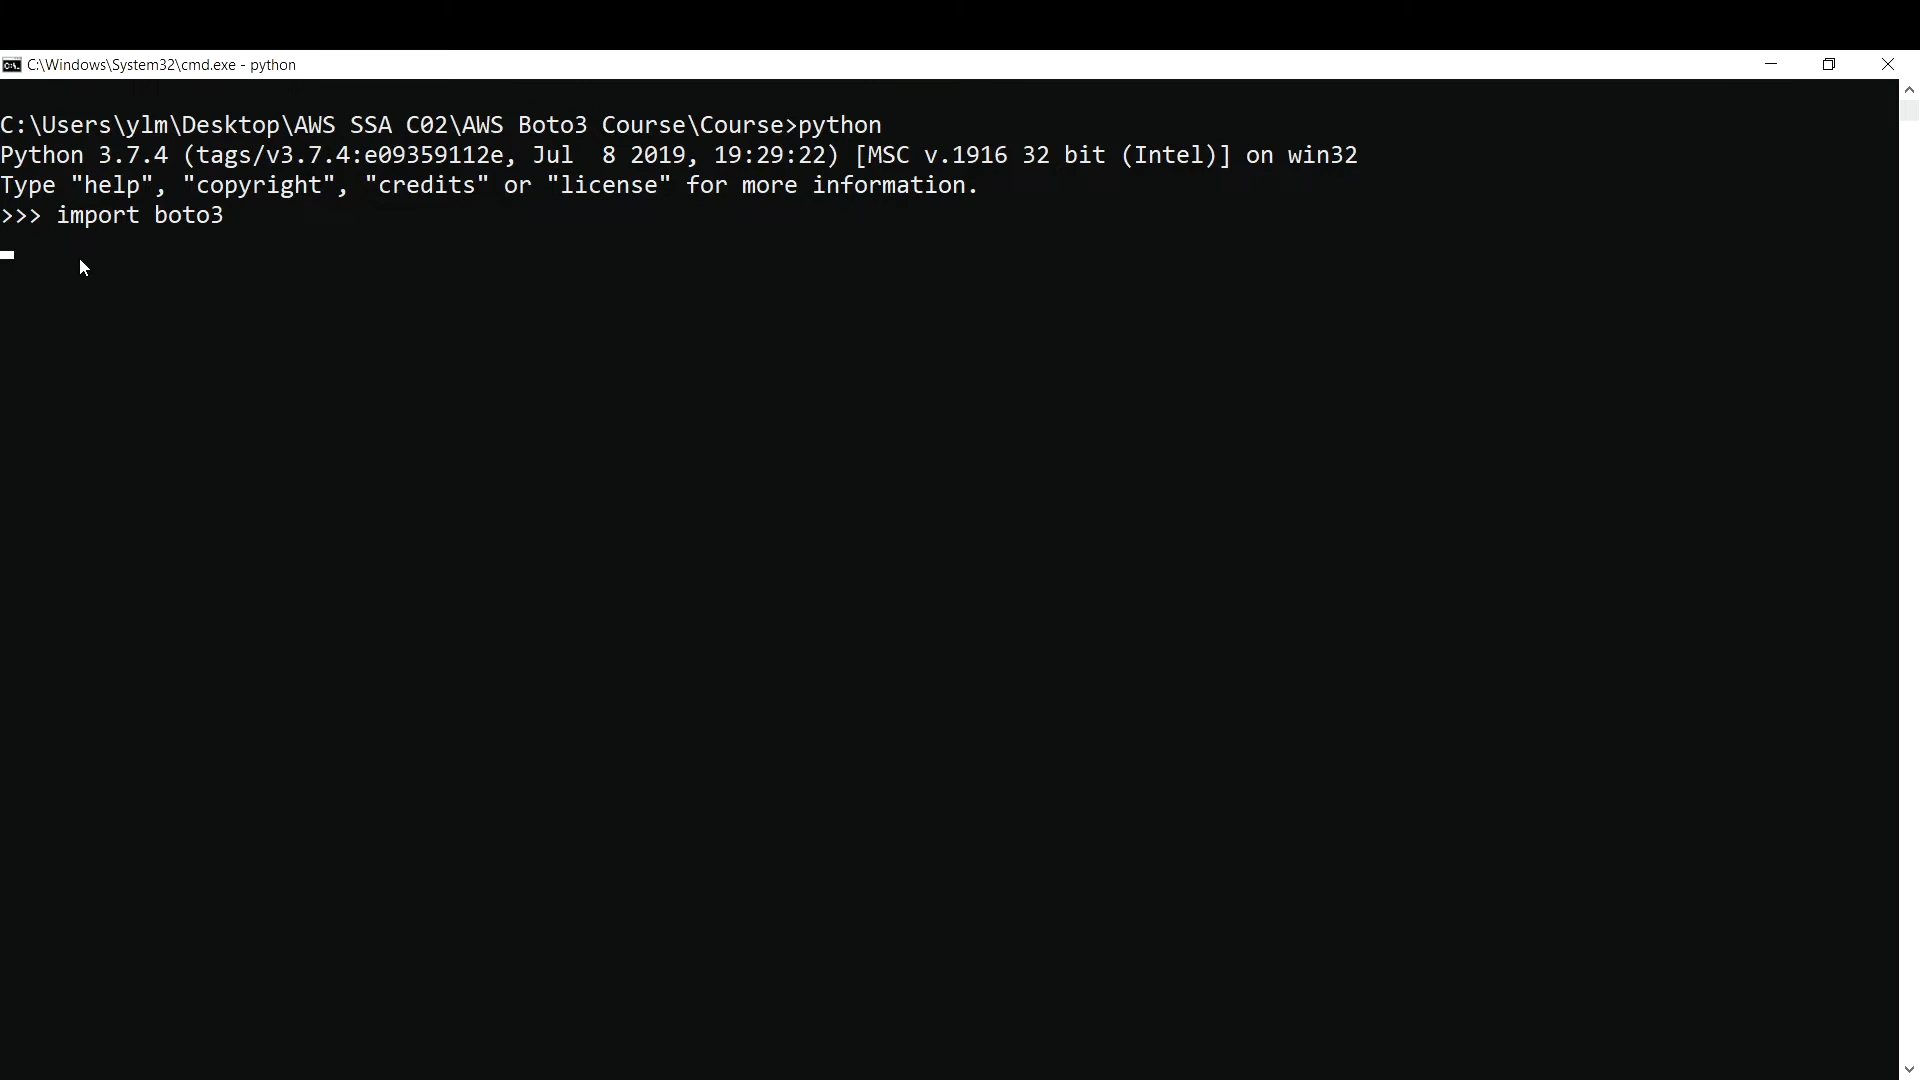 C:\Windows\System32\cmd.exe - python
C:\Users\ylm\Desktop\AWS SSA C02\AWS Boto3 Course\Course>python
Python 3.7.4 (tags/v3.7.4:e09359112e, Jul  8 2019, 19:29:22) [MSC v.1916 32 bit (Intel)] on win32
Type "help", "copyright", "credits" or "license" for more information.
>>> import boto3